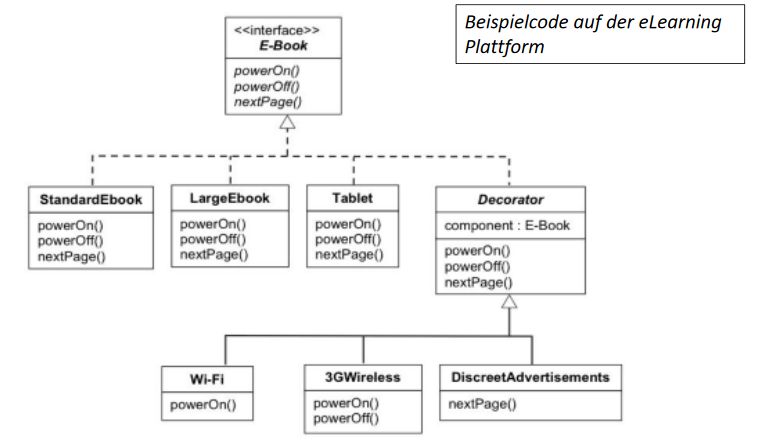 Beispielcode auf der eLearning
Plattform
<<interface>>
E-Book
powerOn()
powerOff()
nextPage()
StandardEbook
powerOn()
powerOff()
nextPage()
LargeEbook
powerOn()
powerOff()
nextPage()
Tablet
powerOn()
powerOff()
nextPage()
Decorator
component : E-Book
powerOn()
powerOff()
nextPage()
Wi-Fi
powerOn()
3GWireless
powerOn()
powerOff()
DiscreetAdvertisements
nextPage()